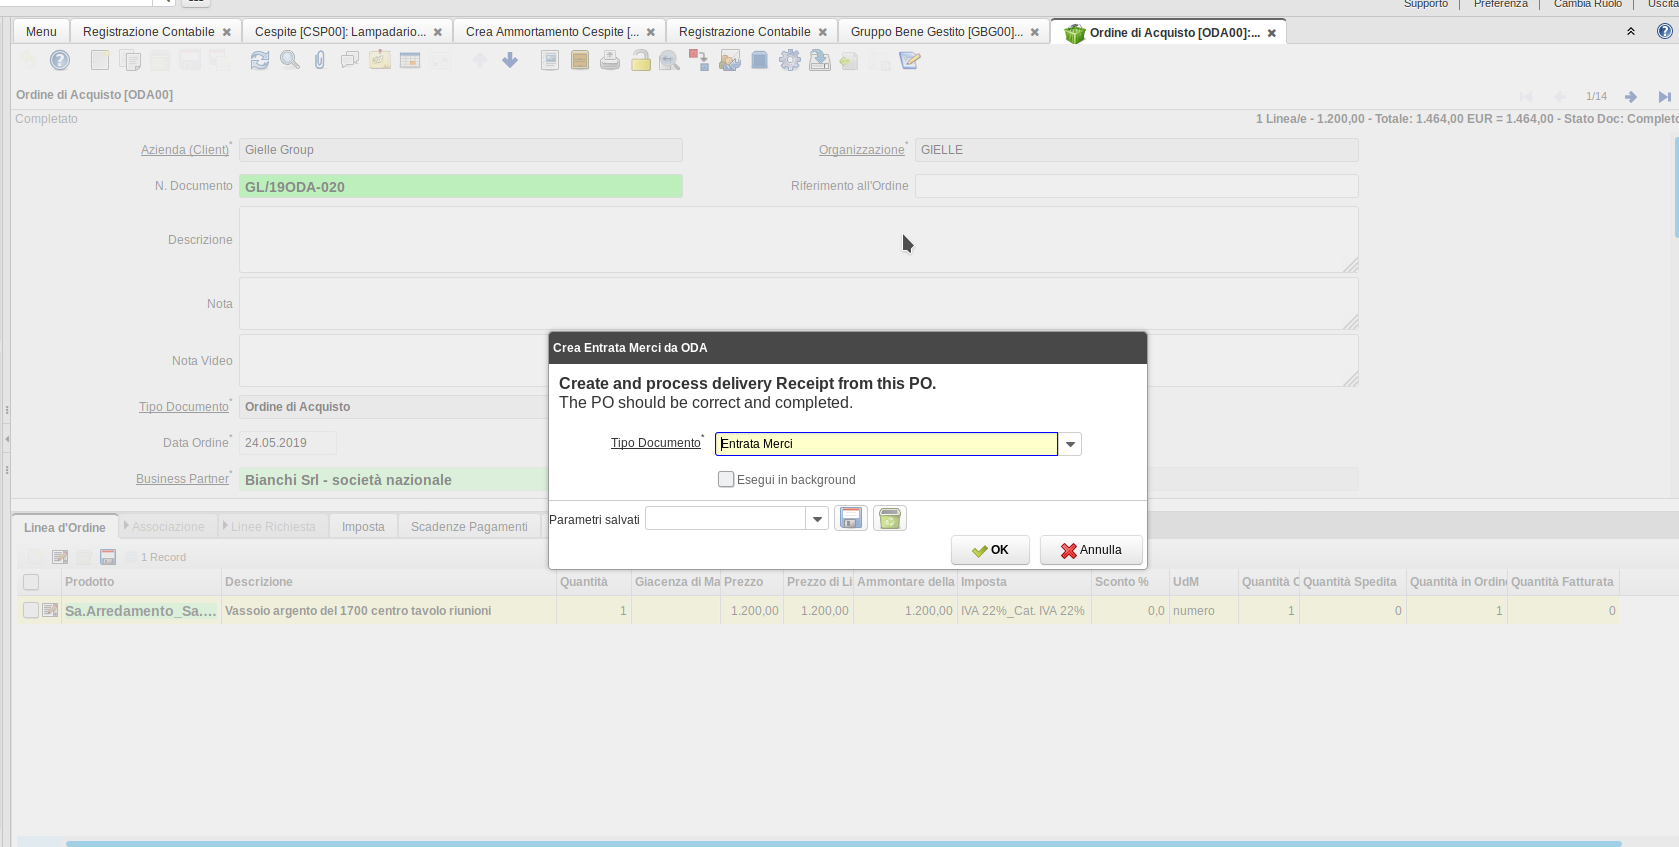 Supporto Preferenza Cambia Ruolo Uscita
Menu Registrazione Contabile Cespite [CSP00]: Lampadario... Crea Ammortamento Cespite [... Registrazione Contabile Gruppo Bene Gestito [GBG00]... Ordine di Acquisto [ODA00]:...
Ordine di Acquisto [ODA00] 1/14
Completato 1 Linea/e - 1.200,00 - Totale: 1.464,00 EUR = 1.464,00 - Stato Doc: Completo
Azienda (Client)* Gielle Group Organizzazione* GIELLE
N. Documento GL/19ODA-020 Riferimento all'Ordine
Descrizione
Nota
Nota Video
Tipo Documento* Ordine di Acquisto
Data Ordine* 24.05.2019
Business Partner* Bianchi Srl - società nazionale
Crea Entrata Merci da ODA
Create and process delivery Receipt from this PO.
The PO should be correct and completed.
Tipo Documento* Entrata Merci
Esegui in background
Parametri salvati
OK Annulla
Linea d'Ordine Associazione Linee Richiesta Imposta Scadenze Pagamenti
1 Record
Prodotto Descrizione Quantità Giacenza di Ma Prezzo Prezzo di Li Ammontare della Imposta Sconto % UdM Quantità Quantità Spedita Quantità in Ordin Quantità Fatturata
Sa.Arredamento_Sa.... Vassoio argento del 1700 centro tavolo riunioni 1 1.200,00 1.200,00 1.200,00 IVA 22%_Cat. IVA 22% 0,0 numero 1 0 1 0